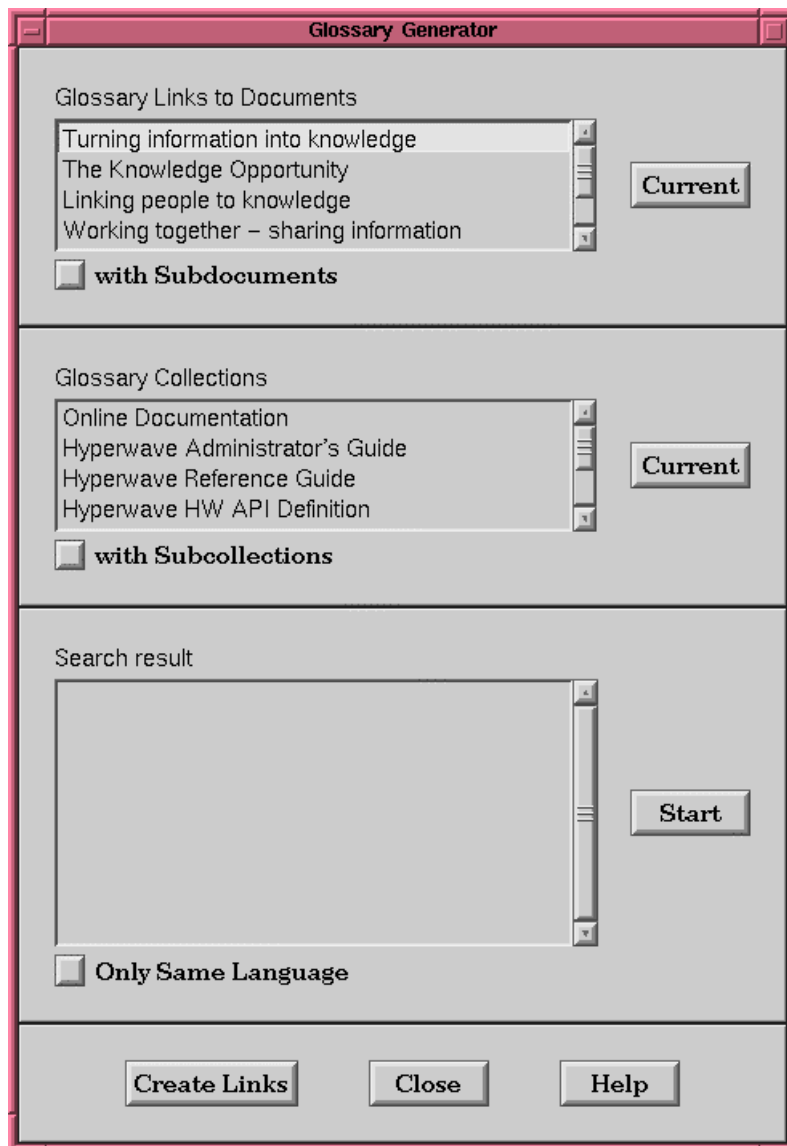 Glossary Generator
Glossary Links to Documents
Turning information into knowledge
The Knowledge Opportunity
Linking people to knowledge
Working together – sharing information
Current
with Subdocuments
Glossary Collections
Online Documentation
Hyperwave Administrator's Guide
Hyperwave Reference Guide
Hyperwave HW API Definition
Current
with Subcollections
Search result
Start
Only Same Language
Create Links Close Help